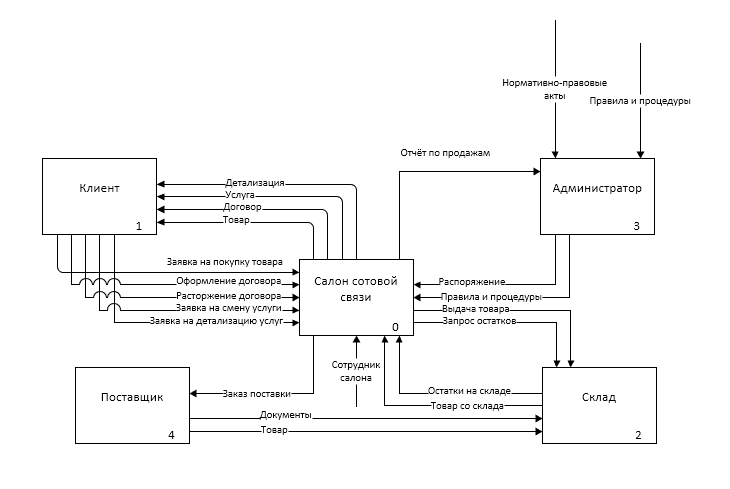 Нормативно-правовые
акты
Правила и процедуры
Отчёт по продажам
Клиент
1
Детализация
Услуга
Договор
Товар
Администратор
3
Заявка на покупку товара
Оформление договора
Расторжение договора
Заявка на смену услуги
Заявка на детализацию услуг
Салон сотовой
связи
0
Распоряжение
Правила и процедуры
Выдача товара
Запрос остатков
Сотрудник
салона
Поставщик
4
Заказ поставки
Документы
Товар
Остатки на складе
Товар со склада
Склад
2